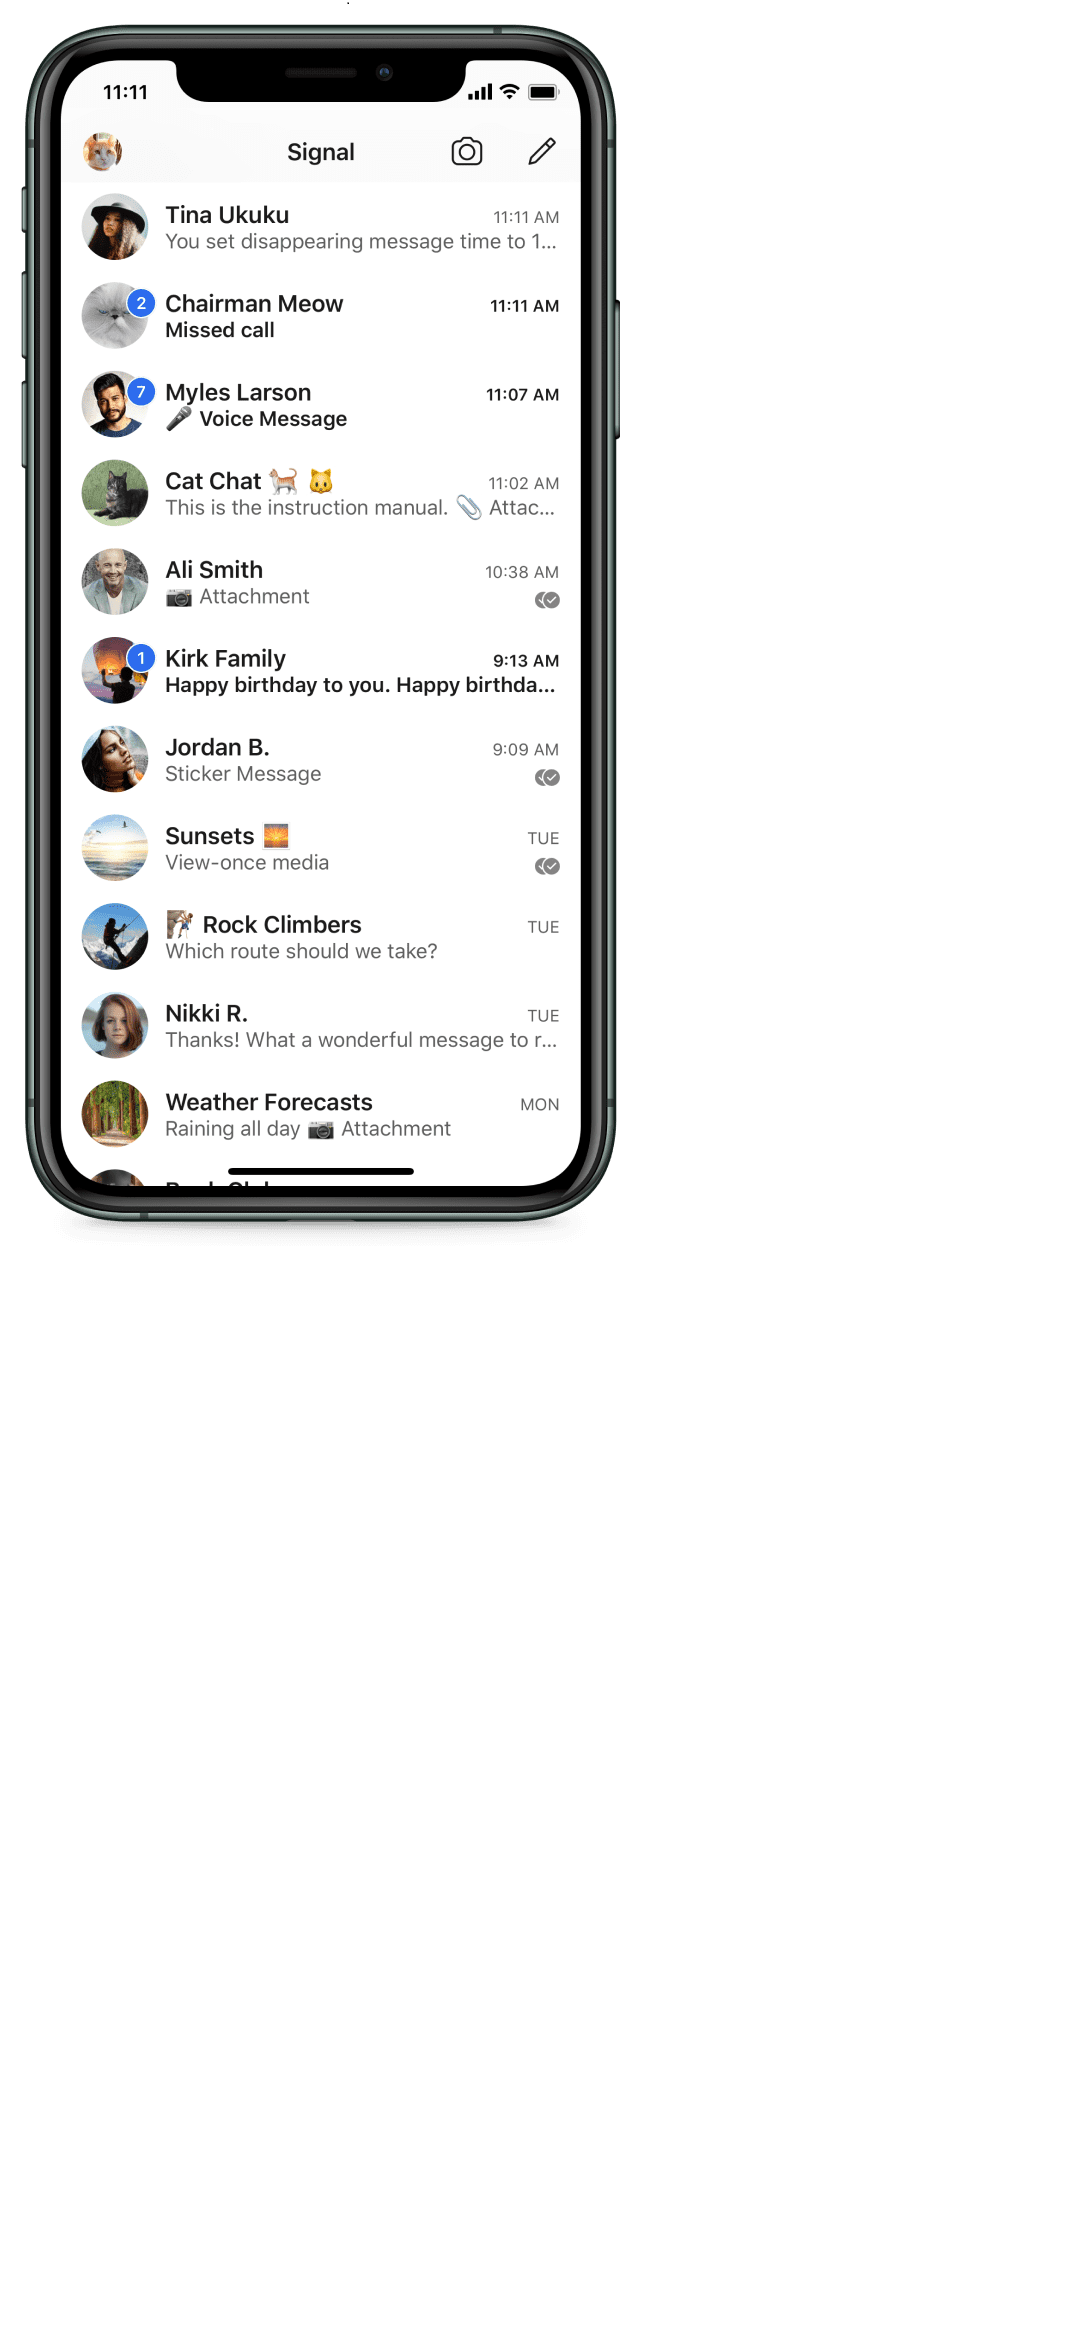 11:11
Signal
Tina Ukuku
11:11 AM
You set disappearing message time to 1...
2
Chairman Meow
11:11 AM
Missed call
7
Myles Larson
11:07 AM
🎤 Voice Message
Cat Chat 🐈 🐱
11:02 AM
This is the instruction manual. 📎 Attac...
Ali Smith
10:38 AM
📷 Attachment
1
Kirk Family
9:13 AM
Happy birthday to you. Happy birthda...
Jordan B.
9:09 AM
Sticker Message
Sunsets 🌅
TUE
View-once media
🧗 Rock Climbers
TUE
Which route should we take?
Nikki R.
TUE
Thanks! What a wonderful message to r...
Weather Forecasts
MON
Raining all day 📷 Attachment